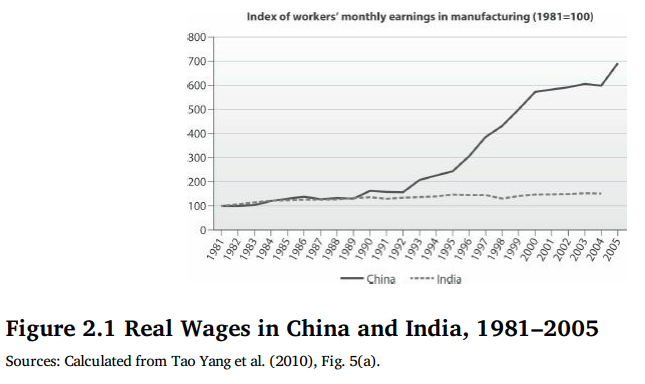 Index of workers' monthly earnings in manufacturing (1981=100)
800
700
600
500
400
300
200
100
0
1981 1982 1983 1984 1985 1986 1987 1988 1989 1990 1991 1992 1993 1994 1995 1996 1997 1998 1999 2000 2001 2002 2003 2004 2005
China India
Figure 2.1 Real Wages in China and India, 1981–2005
Sources: Calculated from Tao Yang et al. (2010), Fig. 5(a).